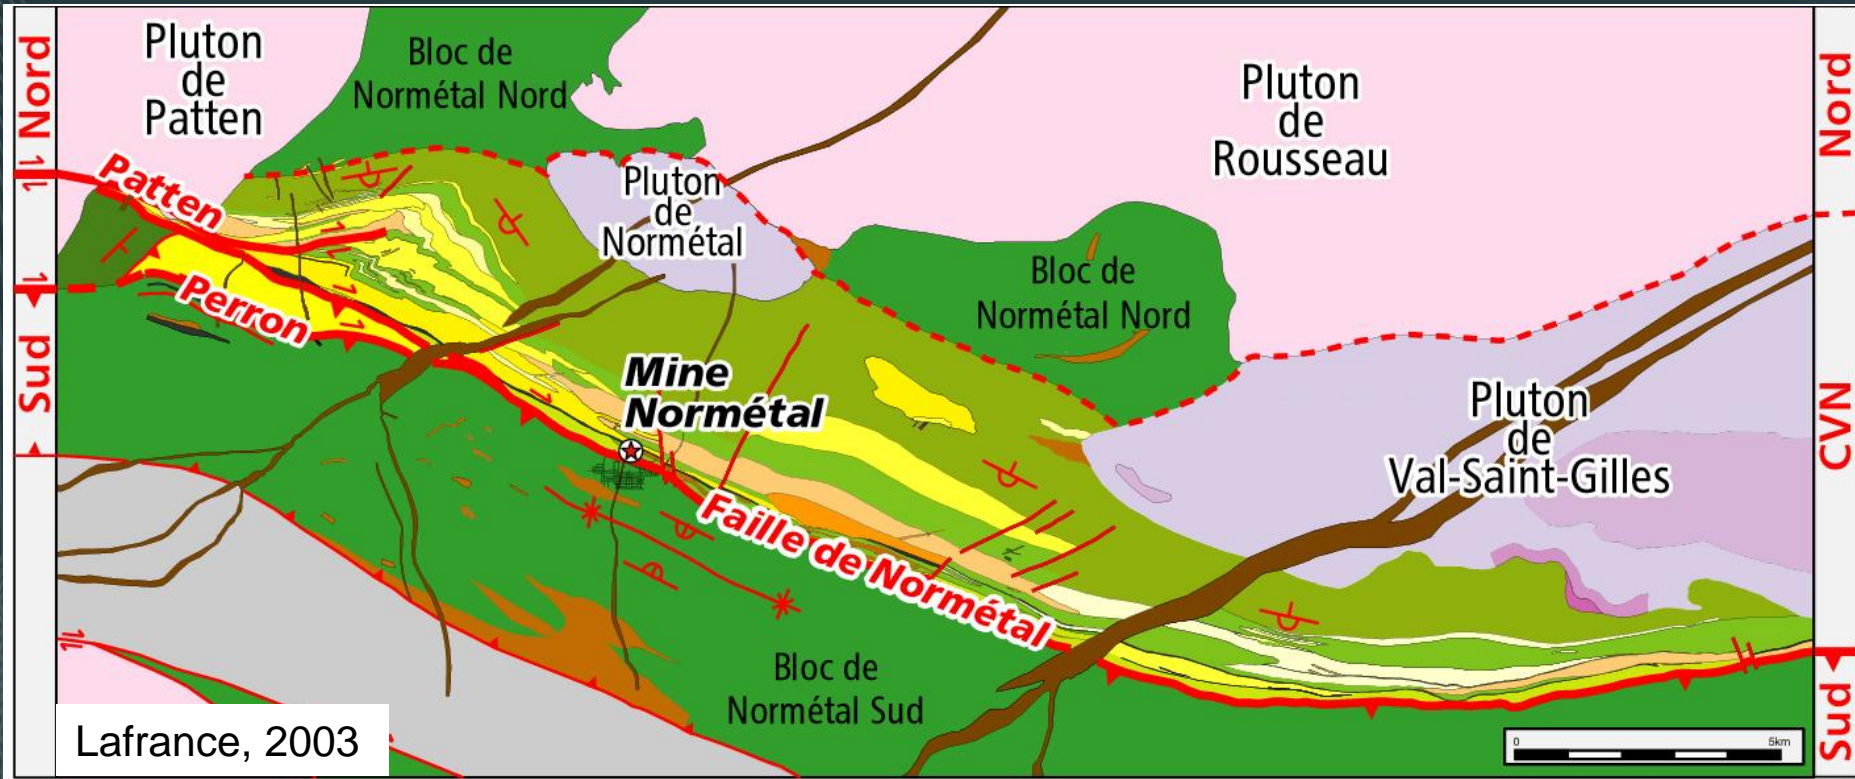 Nord
Sud
Pluton
de
Patten
Bloc de
Normétal Nord
Pluton
de
Rousseau
Patten
Pluton
de
Normétal
Perron
Bloc de
Normétal Nord
Mine
Normétal
Pluton
de
Val-Saint-Gilles
Faille de Normétal
Bloc de
Normétal Sud
Lafrance, 2003
0 5km
Nord
CVN
Sud